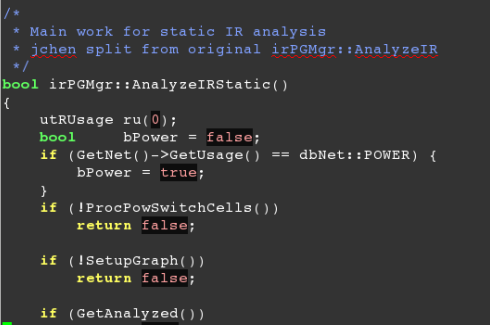 /*
 * Main work for static IR analysis
 * jchen split from original irPGMgr::AnalyzeIR
 */
bool irPGMgr::AnalyzeIRStatic()
{
    utRUsage ru(0);
    bool      bPower = false;
    if (GetNet()->GetUsage() == dbNet::POWER) {
        bPower = true;
    }
    if (!ProcPowSwitchCells())
        return false;

    if (!SetupGraph())
        return false;

    if (GetAnalyzed())